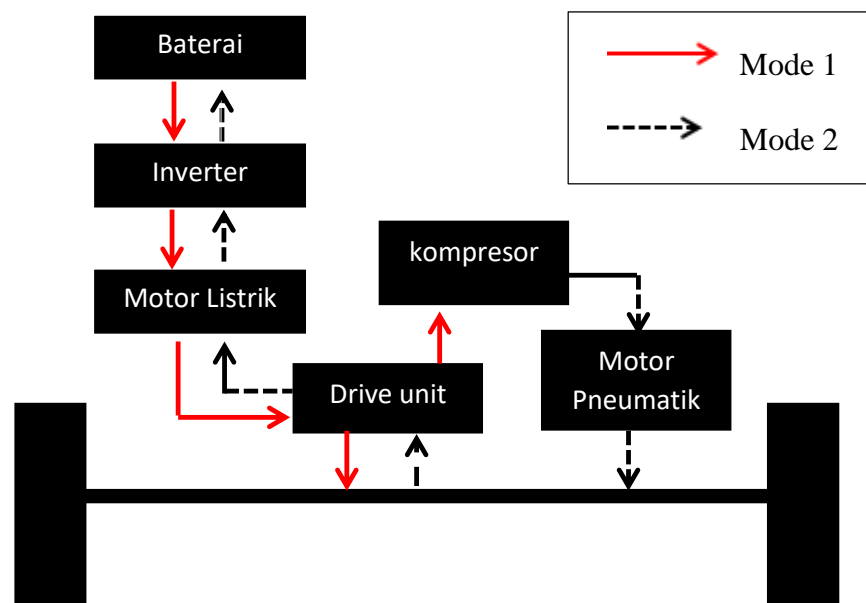 Baterai
Inverter
Motor Listrik
kompresor
Drive unit
Motor
Pneumatik
Mode 1
Mode 2